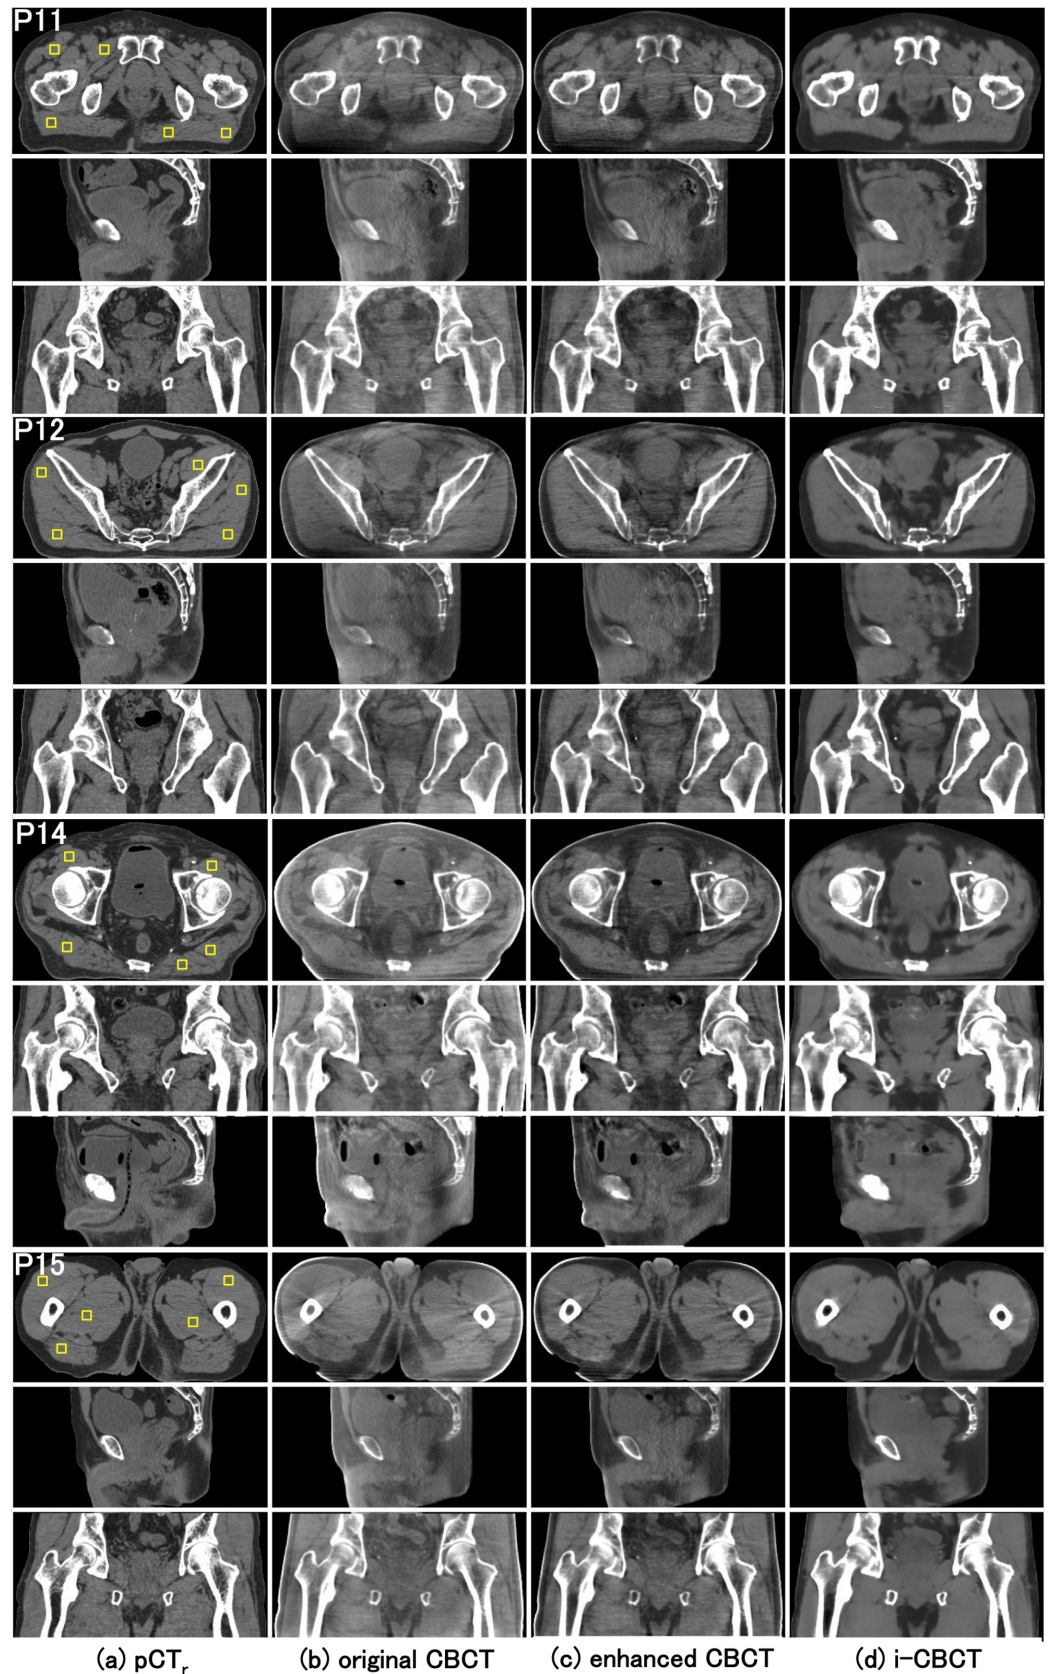 P11
P12
P14
P15
(a) pCTr
(b) original CBCT
(c) enhanced CBCT
(d) i-CBCT